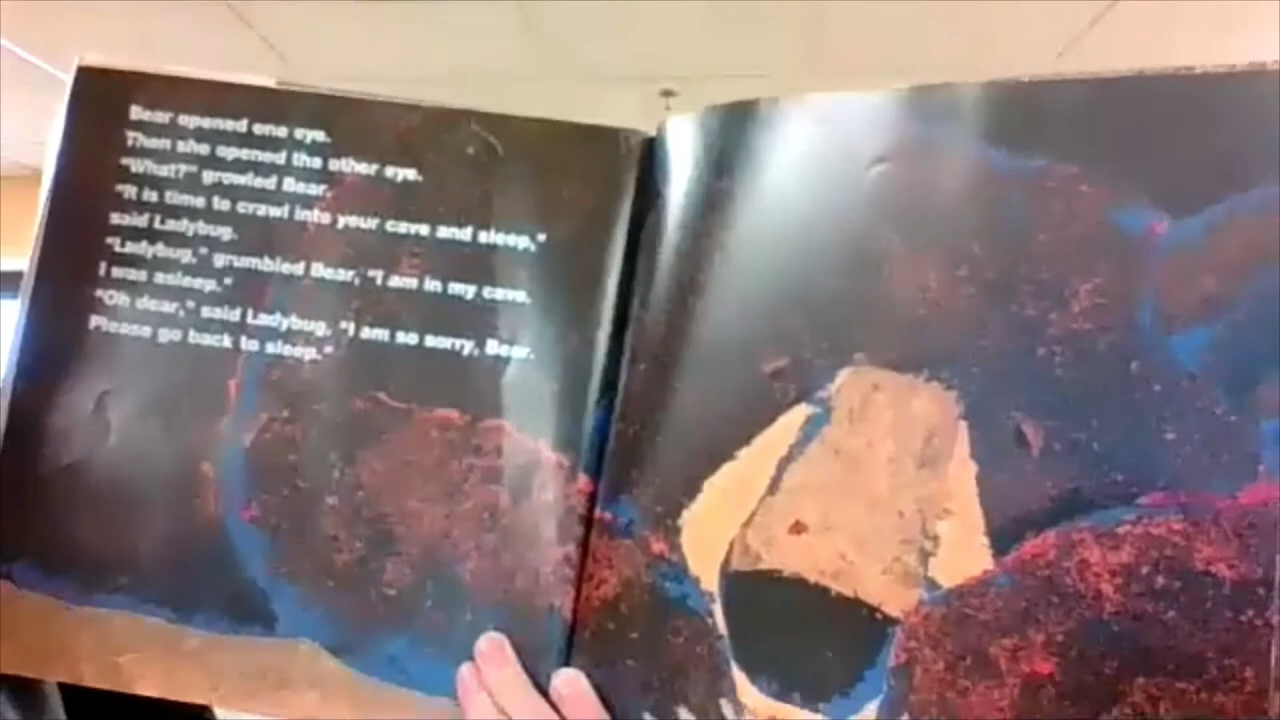 Bear opened one eye.
Then she opened the other eye.
"What?" growled Bear.
"It is time to crawl into your cave and sleep,"
said Ladybug.
"Ladybug," grumbled Bear, "I am in my cave.
I was asleep."
"Oh dear," said Ladybug, "I am so sorry, Bear.
Please go back to sleep."